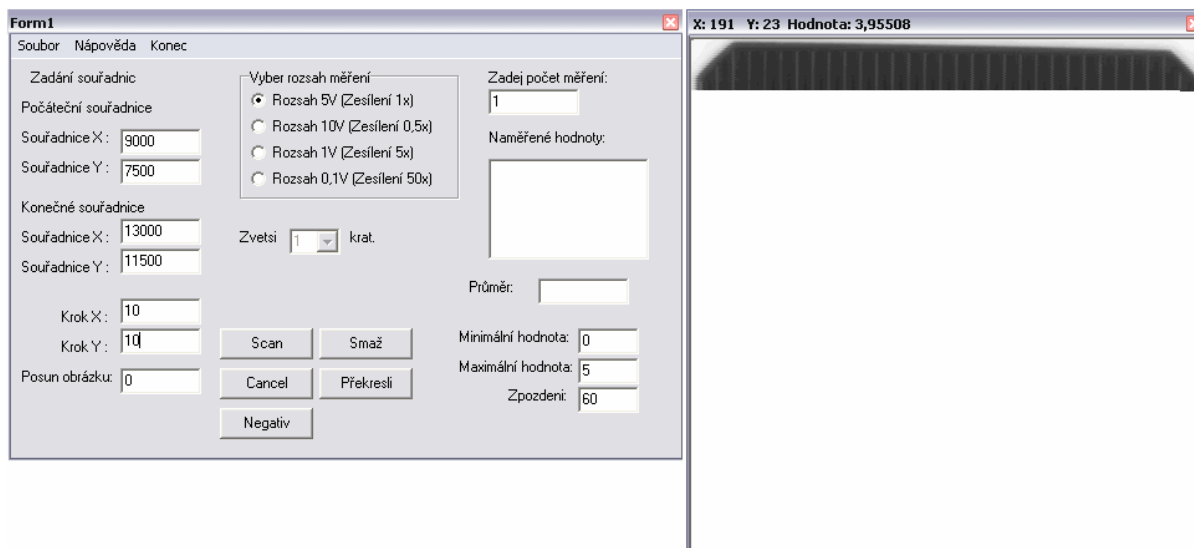 Form1
Soubor Nápověda Konec
Zadání souřadnic
Počáteční souřadnice
Souřadnice X : 9000
Souřadnice Y : 7500
Konečné souřadnice
Souřadnice X : 13000
Souřadnice Y : 11500
Krok X : 10
Krok Y : 10
Posun obrázku: 0
Vyber rozsah měření
Rozsah 5V (Zesílení 1x)
Rozsah 10V (Zesílení 0,5x)
Rozsah 1V (Zesílení 5x)
Rozsah 0,1V (Zesílení 50x)
Zvetsi 1 krat.
Scan Smaž
Cancel Překresli
Negativ
Zadej počet měření:
1
Naměřené hodnoty:
Průměr:
Minimální hodnota: 0
Maximální hodnota: 5
Zpozdeni: 60
X: 191 Y: 23 Hodnota: 3,95508